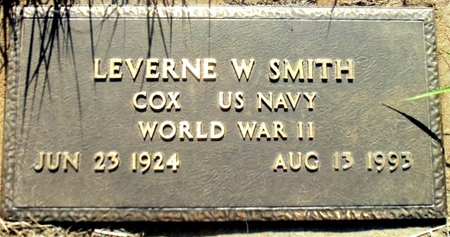 LEVERNE W SMITH
COX US NAVY
WORLD WAR II
JUN 23 1924 AUG 13 1993